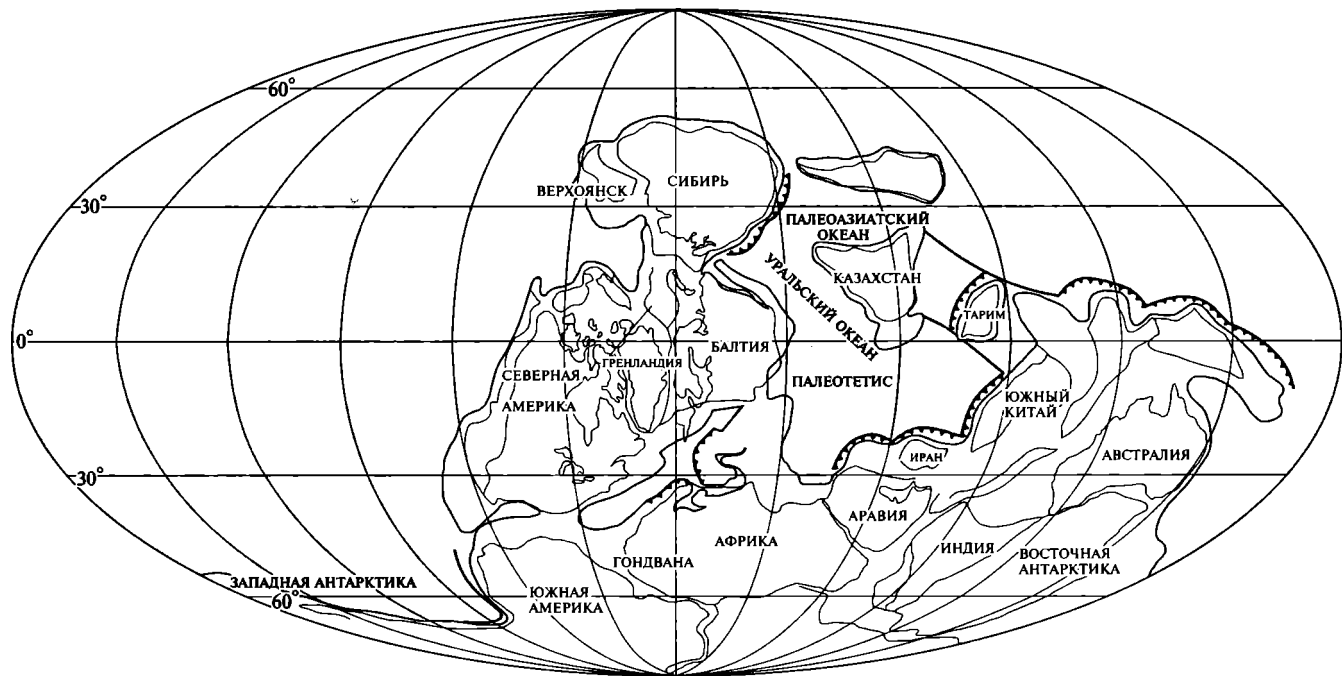 60°
ВЕРХОЯНСК
СИБИРЬ
30°
ПАЛЕОАЗИАТСКИЙ
ОКЕАН
УРАЛЬСКИЙ ОКЕАН
КАЗАХСТАН
ТАРИМ
0°
БАЛТИЯ
ГРЕНЛАНДИЯ
СЕВЕРНАЯ
АМЕРИКА
ПАЛЕОТЕТИС
ЮЖНЫЙ
КИТАЙ
ИРАН
АВСТРАЛИЯ
30°
АРАВИЯ
АФРИКА
ИНДИЯ
ВОСТОЧНАЯ
АНТАРКТИКА
ГОНДВАНА
ЗАПАДНАЯ АНТАРКТИКА
60°
ЮЖНАЯ
АМЕРИКА